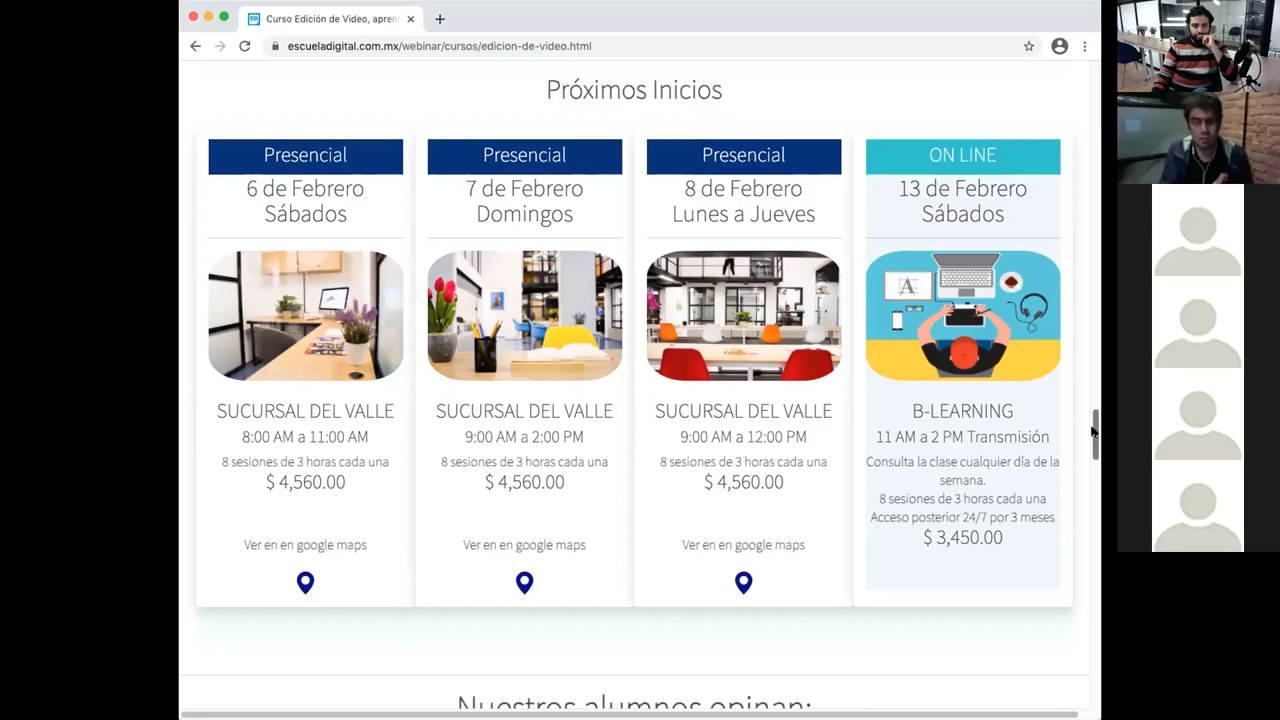 Curso Edición de Video, apren
escueladigital.com.mx/webinar/cursos/edicion-de-video.html
Próximos Inicios
Presencial
6 de Febrero
Sábados
SUCURSAL DEL VALLE
8:00 AM a 11:00 AM
8 sesiones de 3 horas cada una
$ 4,560.00
Ver en en google maps
Presencial
7 de Febrero
Domingos
SUCURSAL DEL VALLE
9:00 AM a 2:00 PM
8 sesiones de 3 horas cada una
$ 4,560.00
Ver en en google maps
Presencial
8 de Febrero
Lunes a Jueves
SUCURSAL DEL VALLE
9:00 AM a 12:00 PM
8 sesiones de 3 horas cada una
$ 4,560.00
Ver en en google maps
ON LINE
13 de Febrero
Sábados
A
B-LEARNING
11 AM a 2 PM Transmisión
Consulta la clase cualquier día de la
semana.
8 sesiones de 3 horas cada una
Acceso posterior 24/7 por 3 meses
$ 3,450.00
Nuestros alumnos opinan: